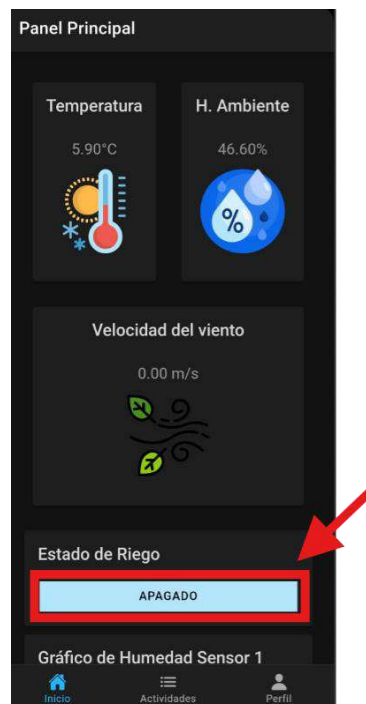 Panel Principal
Temperatura
H. Ambiente
5.90°C
46.60%
%
Velocidad del viento
0.00 m/s
Estado de Riego
APAGADO
Gráfico de Humedad Sensor 1
Inicio
Actividades
Perfil